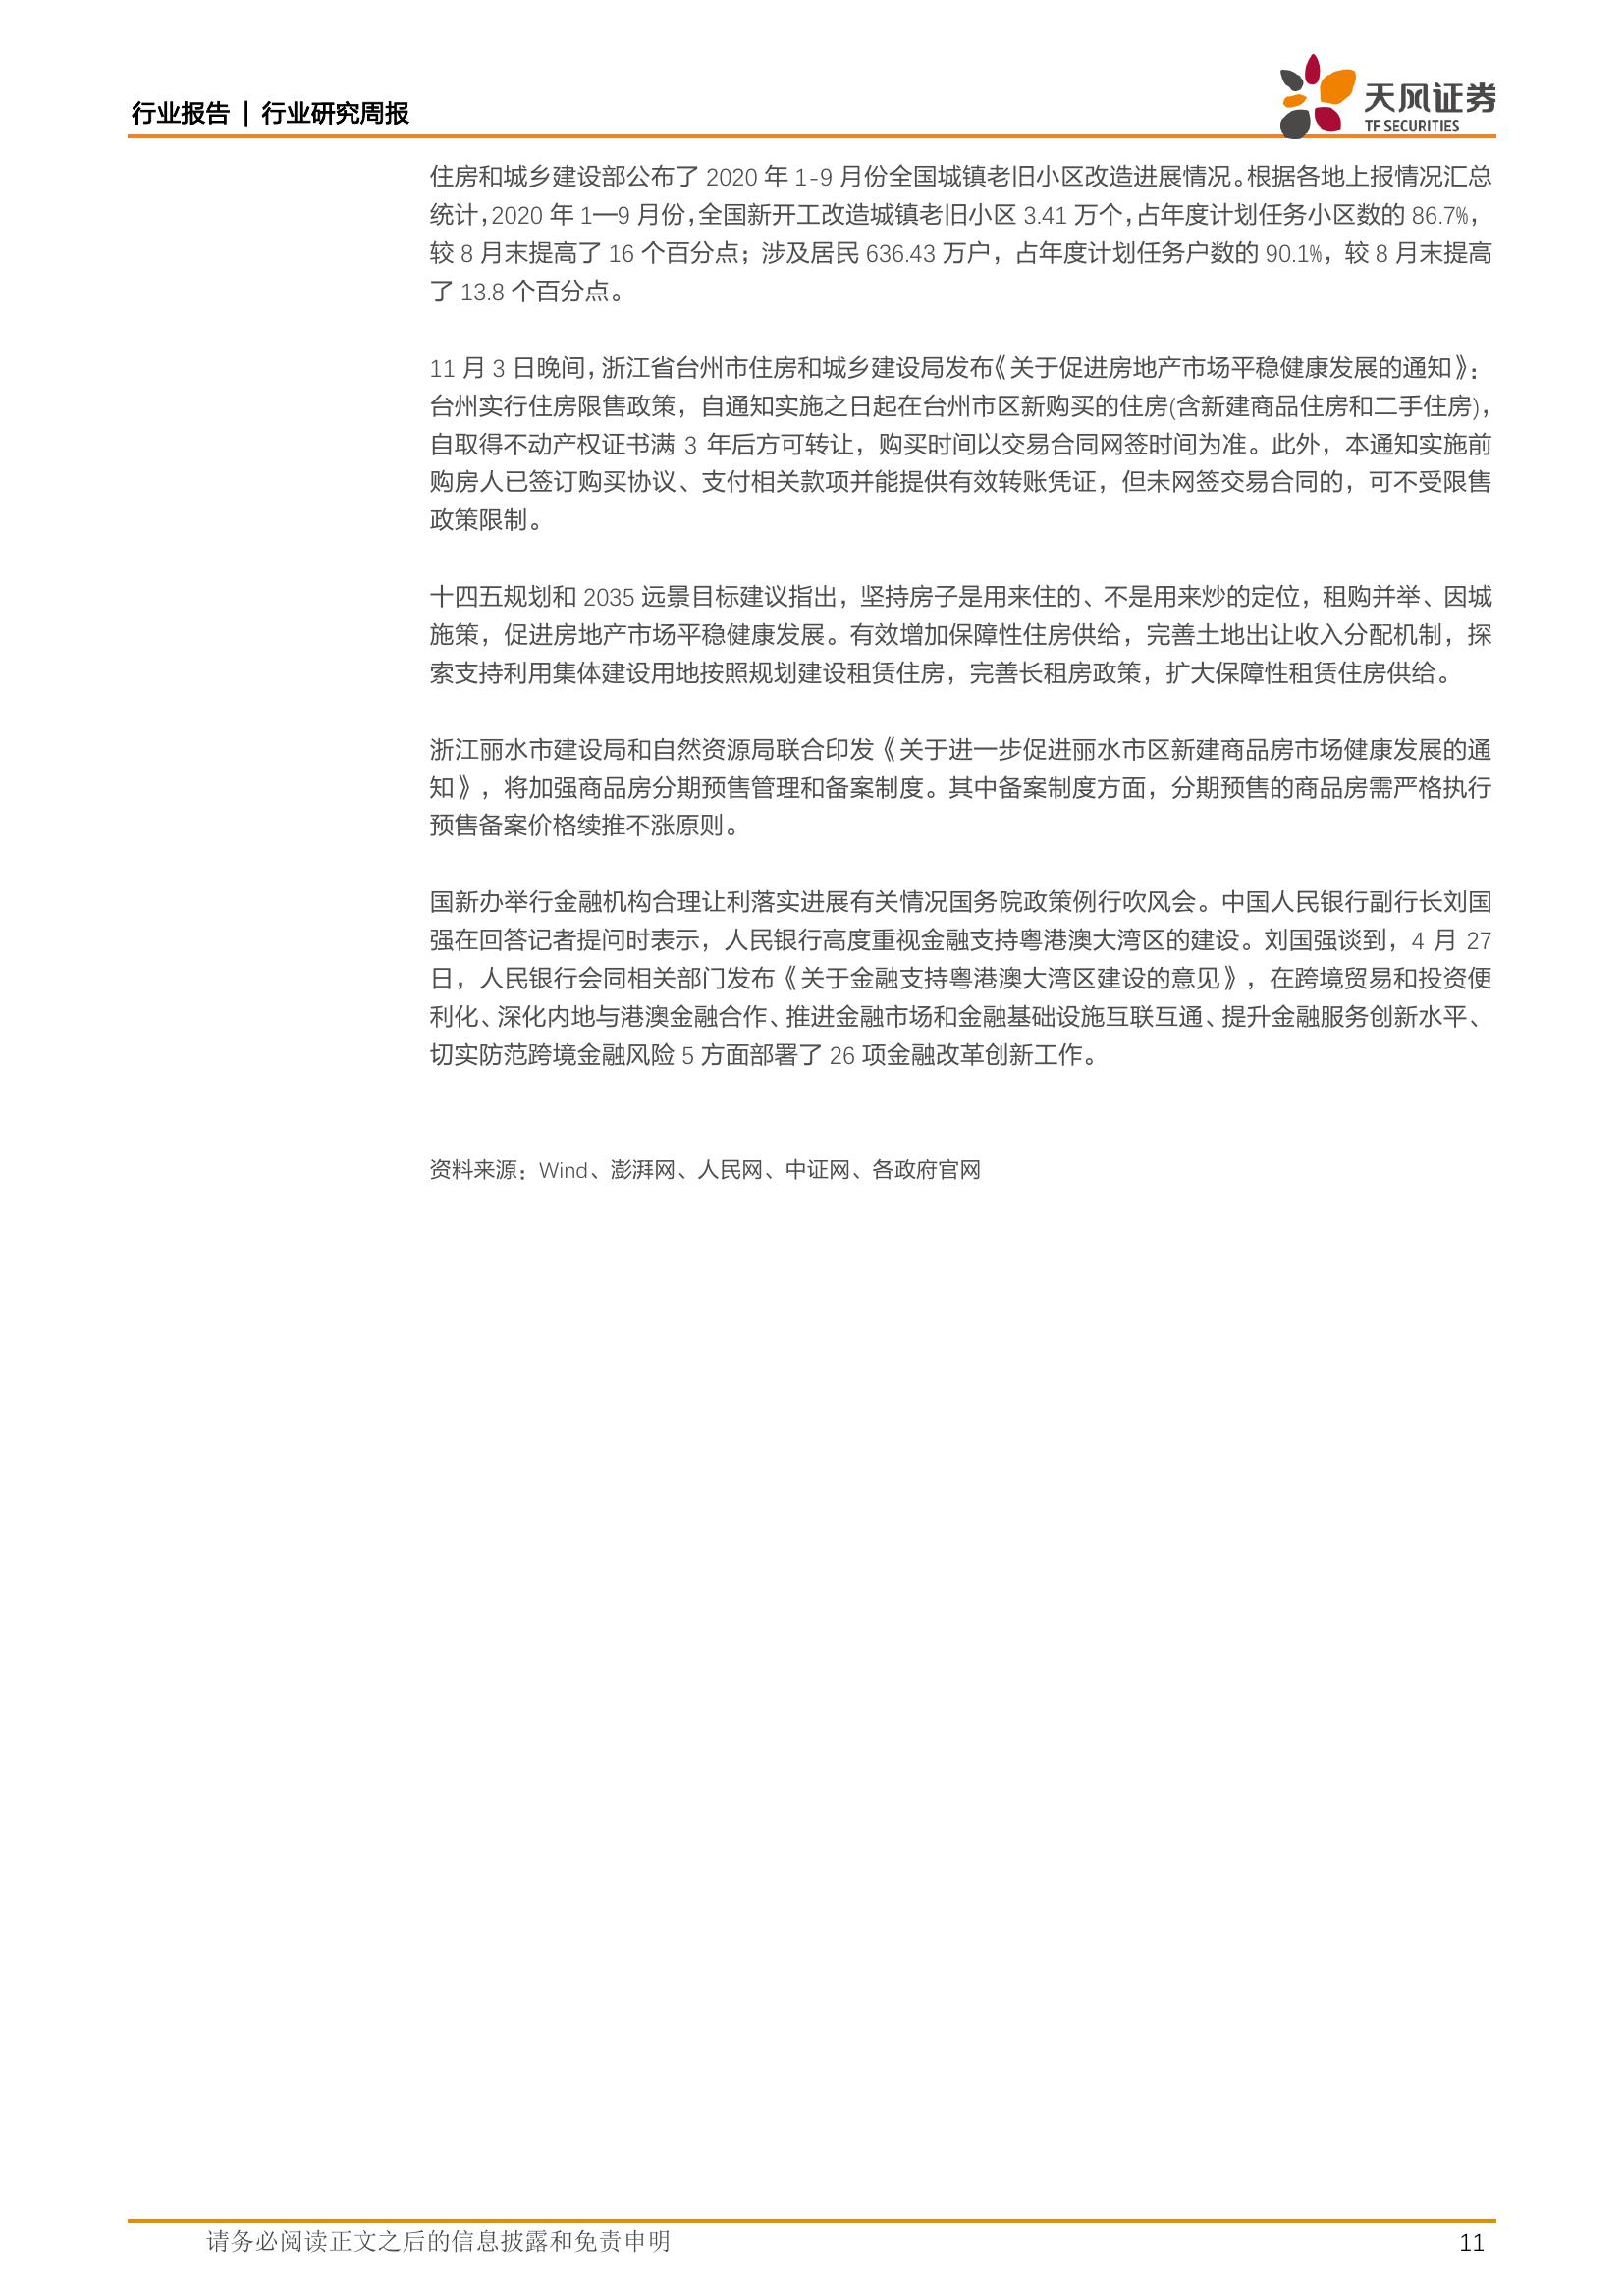 行业报告 | 行业研究周报
天风证券
TF SECURITIES
住房和城乡建设部公布了 2020 年 1-9 月份全国城镇老旧小区改造进展情况。根据各地上报情况汇总
统计，2020 年 1—9 月份，全国新开工改造城镇老旧小区 3.41 万个，占年度计划任务小区数的 86.7%，
较 8 月末提高了 16 个百分点；涉及居民 636.43 万户，占年度计划任务户数的 90.1%，较 8 月末提高
了 13.8 个百分点。
11 月 3 日晚间，浙江省台州市住房和城乡建设局发布《关于促进房地产市场平稳健康发展的通知》：
台州实行住房限售政策，自通知实施之日起在台州市区新购买的住房(含新建商品住房和二手住房)，
自取得不动产权证书满 3 年后方可转让，购买时间以交易合同网签时间为准。此外，本通知实施前
购房人已签订购买协议、支付相关款项并能提供有效转账凭证，但未网签交易合同的，可不受限售
政策限制。
十四五规划和 2035 远景目标建议指出，坚持房子是用来住的、不是用来炒的定位，租购并举、因城
施策，促进房地产市场平稳健康发展。有效增加保障性住房供给，完善土地出让收入分配机制，探
索支持利用集体建设用地按照规划建设租赁住房，完善长租房政策，扩大保障性租赁住房供给。
浙江丽水市建设局和自然资源局联合印发《关于进一步促进丽水市区新建商品房市场健康发展的通
知》，将加强商品房分期预售管理和备案制度。其中备案制度方面，分期预售的商品房需严格执行
预售备案价格续推不涨原则。
国新办举行金融机构合理让利落实进展有关情况国务院政策例行吹风会。中国人民银行副行长刘国
强在回答记者提问时表示，人民银行高度重视金融支持粤港澳大湾区的建设。刘国强谈到，4 月 27
日，人民银行会同相关部门发布《关于金融支持粤港澳大湾区建设的意见》，在跨境贸易和投资便
利化、深化内地与港澳金融合作、推进金融市场和金融基础设施互联互通、提升金融服务创新水平、
切实防范跨境金融风险 5 方面部署了 26 项金融改革创新工作。
资料来源：Wind、澎湃网、人民网、中证网、各政府官网
请务必阅读正文之后的信息披露和免责申明
11